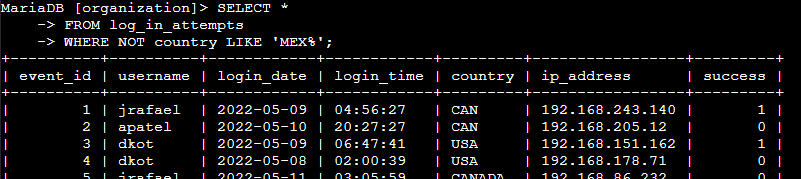 MariaDB [organization]> SELECT *
    -> FROM log_in_attempts
    -> WHERE NOT country LIKE 'MEX%';
+----------+----------+------------+------------+---------+-----------------+---------+
| event_id | username | login_date | login_time | country | ip_address      | success |
+----------+----------+------------+------------+---------+-----------------+---------+
|        1 | jrafael  | 2022-05-09 | 04:56:27   | CAN     | 192.168.243.140 |       1 |
|        2 | apatel   | 2022-05-10 | 20:27:27   | CAN     | 192.168.205.12  |       0 |
|        3 | dkot     | 2022-05-09 | 06:47:41   | USA     | 192.168.151.162 |       1 |
|        4 | dkot     | 2022-05-08 | 02:00:39   | USA     | 192.168.178.71  |       0 |
|        5 | jrafael  | 2022-05-11 | 03:05:59   | CANADA  | 192.168.86.232  |       0 |